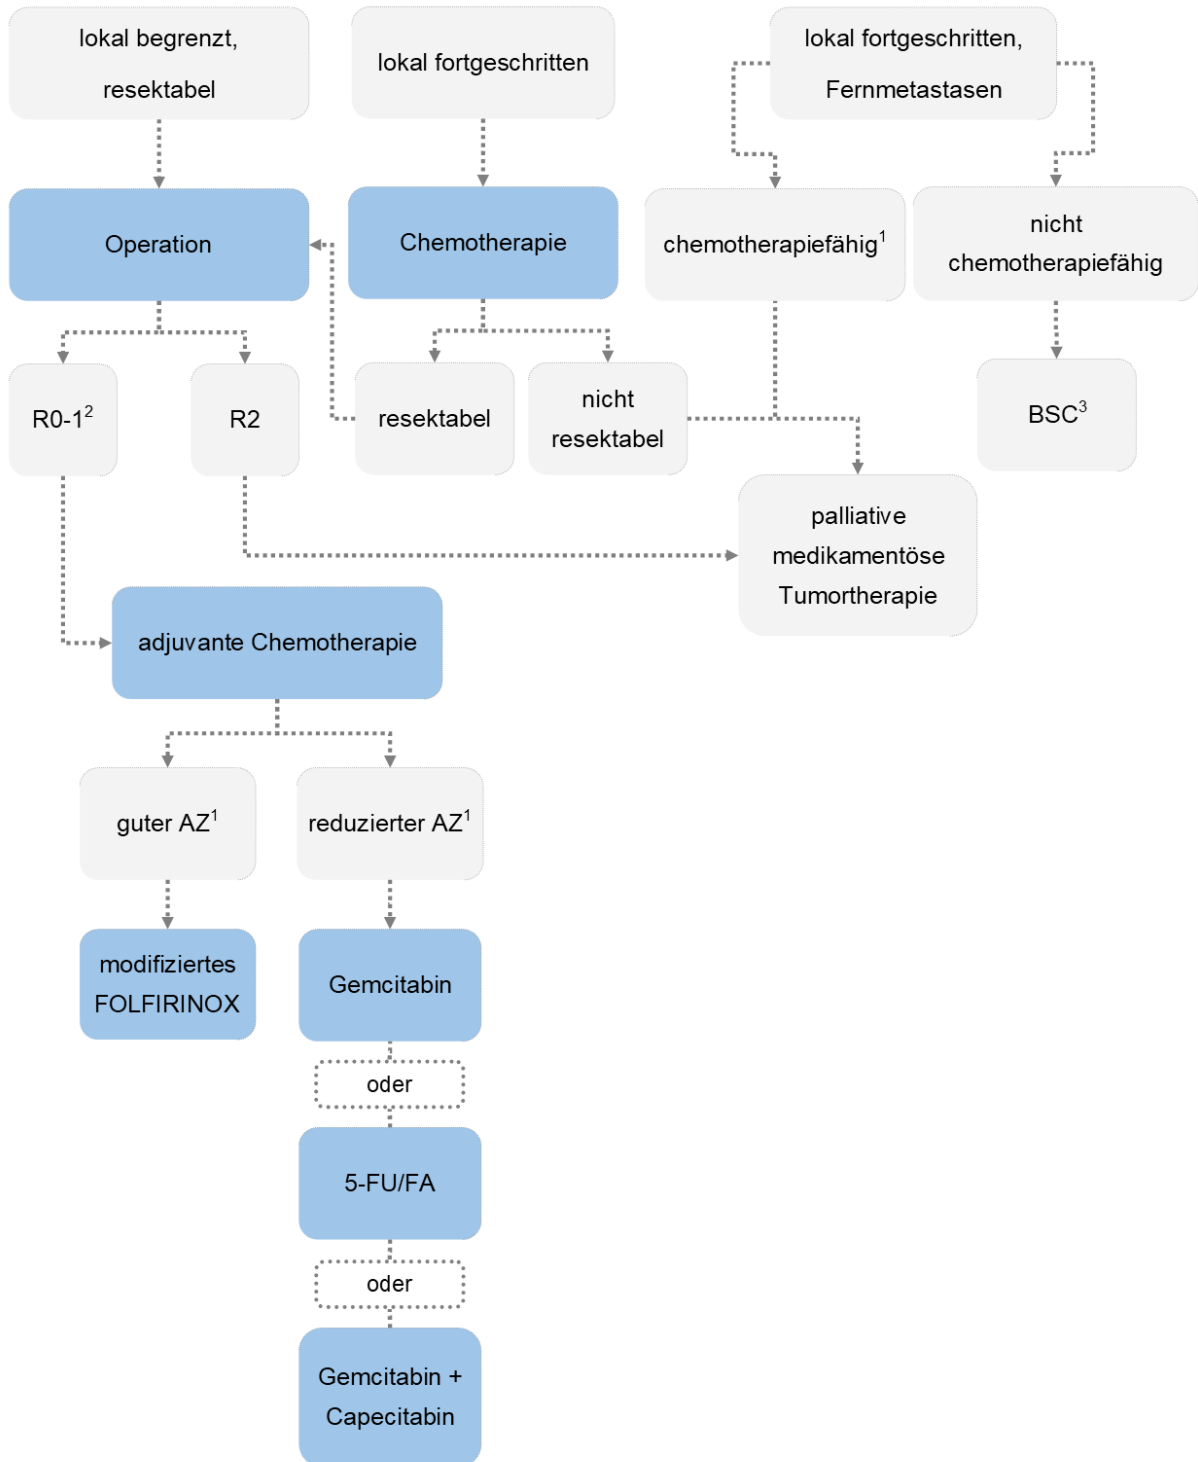 lokal begrenzt,
resektabel
lokal fortgeschritten
lokal fortgeschritten,
Fernmetastasen
Operation
Chemotherapie
chemotherapiefähig¹
nicht
chemotherapiefähig
R0-1²
R2
resektabel
nicht
resektabel
BSC³
palliative
medikamentöse
Tumortherapie
adjuvante Chemotherapie
guter AZ¹
reduzierter AZ¹
modifiziertes
FOLFIRINOX
Gemcitabin
oder
5-FU/FA
oder
Gemcitabin +
Capecitabin